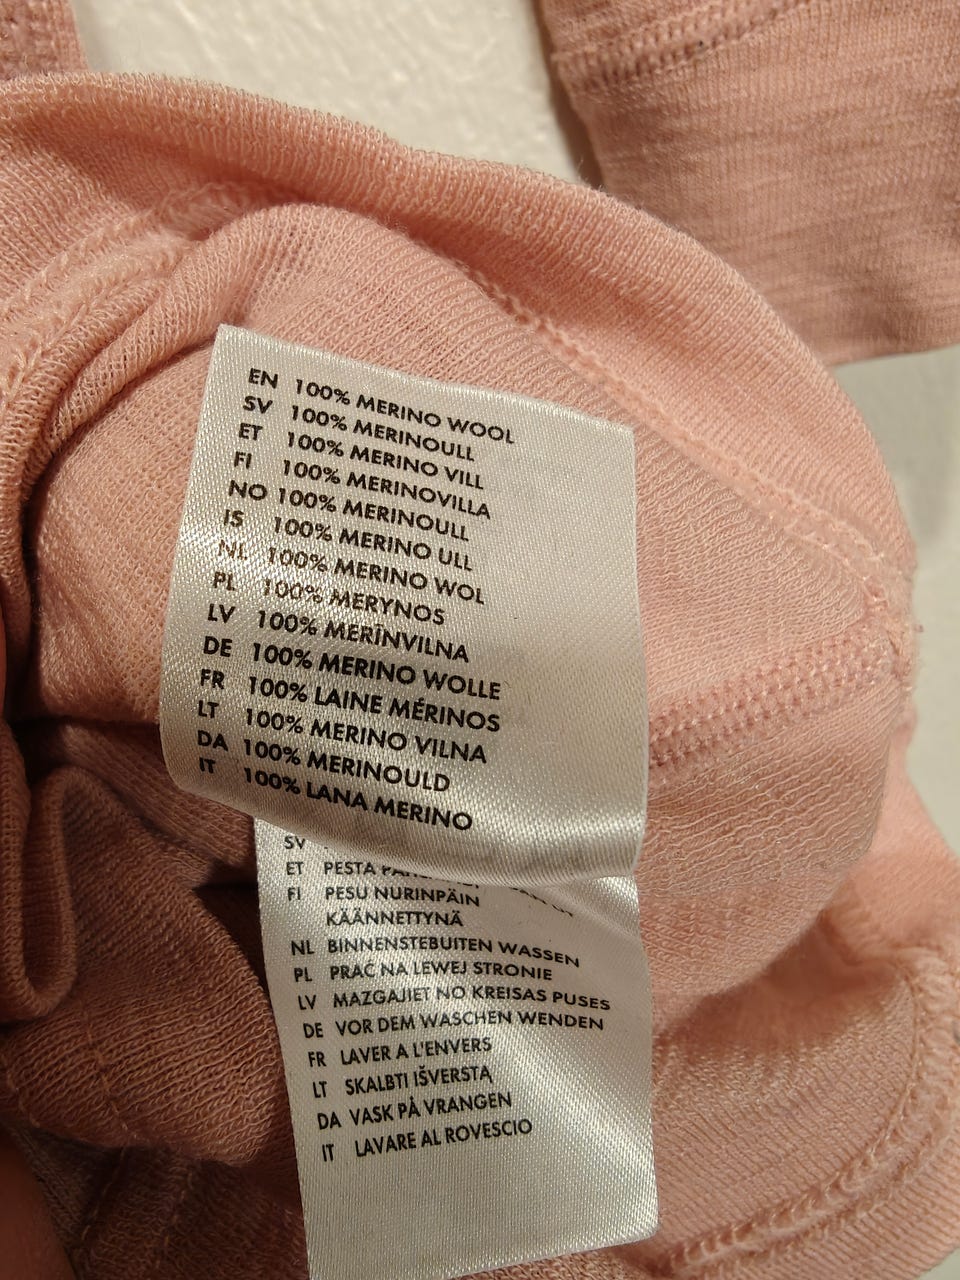 EN 100% MERINO WOOL
SV 100% MERINOULL
ET 100% MERINO VILL
FI 100% MERINOVILLA
NO 100% MERINOULL
IS 100% MERINO ULL
NL 100% MERINO WOL
PL 100% MERYNOS
LV 100% MERĪNVILNA
DE 100% MERINO WOLLE
FR 100% LAINE MÉRINOS
LT 100% MERINO VILNA
DA 100% MERINOULD
IT 100% LANA MERINO
SV
ET PESTA
FI PESU NURINPÄIN
KÄÄNNETTYNÄ
NL BINNENSTEBUITEN WASSEN
PL PRAĆ NA LEWEJ STRONIE
LV MAZGAJIET NO KREISAS PUSES
DE VOR DEM WASCHEN WENDEN
FR LAVER A L'ENVERS
LT SKALBTI IŠVERSTĄ
DA VASK PÅ VRANGEN
IT LAVARE AL ROVESCIO